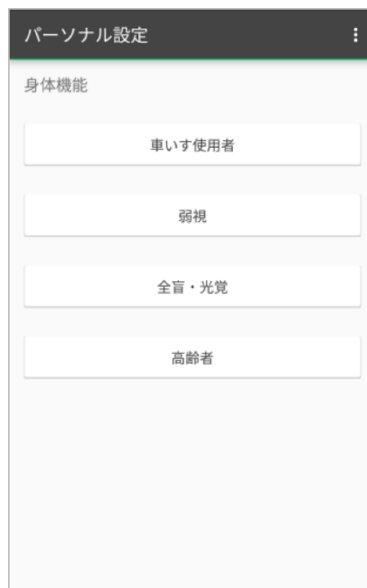 パーソナル設定
身体機能
車いす使用者
弱視
全盲・光覚
高齢者